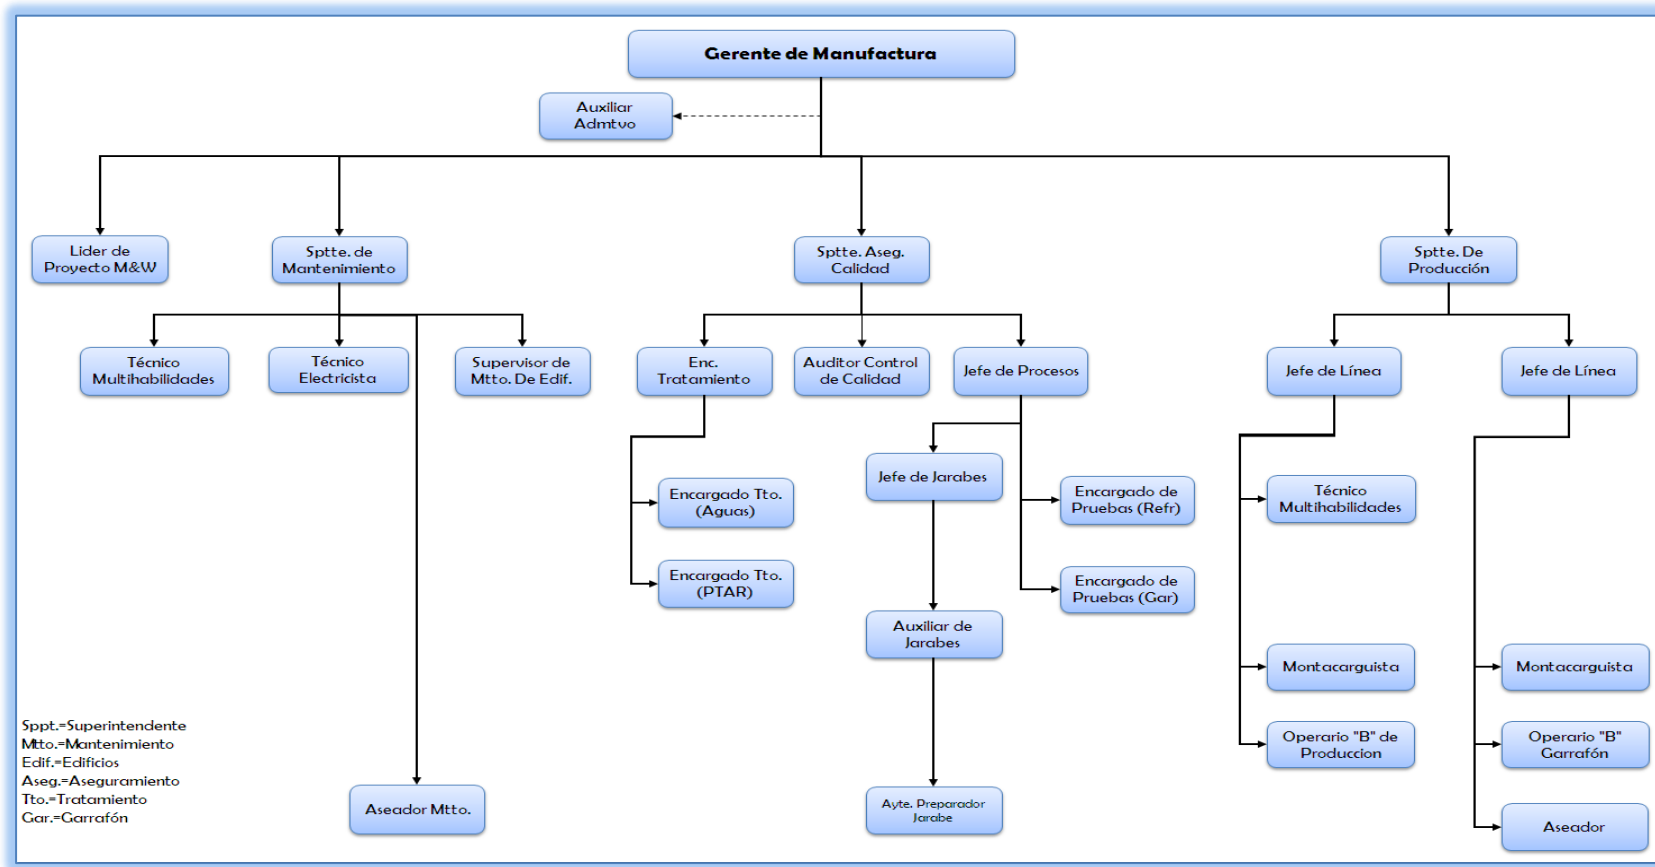 Gerente de Manufactura
Auxiliar
Admtvo
Lider de
Proyecto M&W
Sptte. de
Mantenimiento
Sptte. Aseg.
Calidad
Sptte. De
Producción
Técnico
Multihabilidades
Técnico
Electricista
Supervisor de
Mtto. De Edif.
Enc.
Tratamiento
Auditor Control
de Calidad
Jefe de Procesos
Jefe de Línea
Jefe de Línea
Jefe de Jarabes
Encargado Tto.
(Aguas)
Encargado de
Pruebas (Refr)
Técnico
Multihabilidades
Encargado Tto.
(PTAR)
Encargado de
Pruebas (Gar)
Auxiliar de
Jarabes
Montacarguista
Montacarguista
Operario "B" de
Produccion
Operario "B"
Garrafón
Sppt.=Superintendente
Mtto.=Mantenimiento
Edif.=Edificios
Aseg.=Aseguramiento
Tto.=Tratamiento
Gar.=Garrafón
Aseador Mtto.
Ayte. Preparador
Jarabe
Aseador